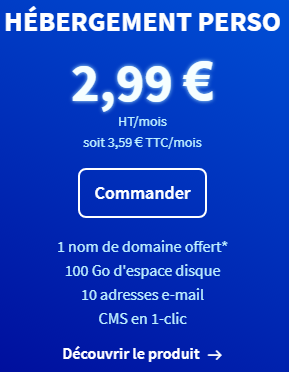 HÉBERGEMENT PERSO
2,99 €
HT/mois
soit 3,59 € TTC/mois
Commander
1 nom de domaine offert*
100 Go d'espace disque
10 adresses e-mail
CMS en 1-clic
Découvrir le produit →